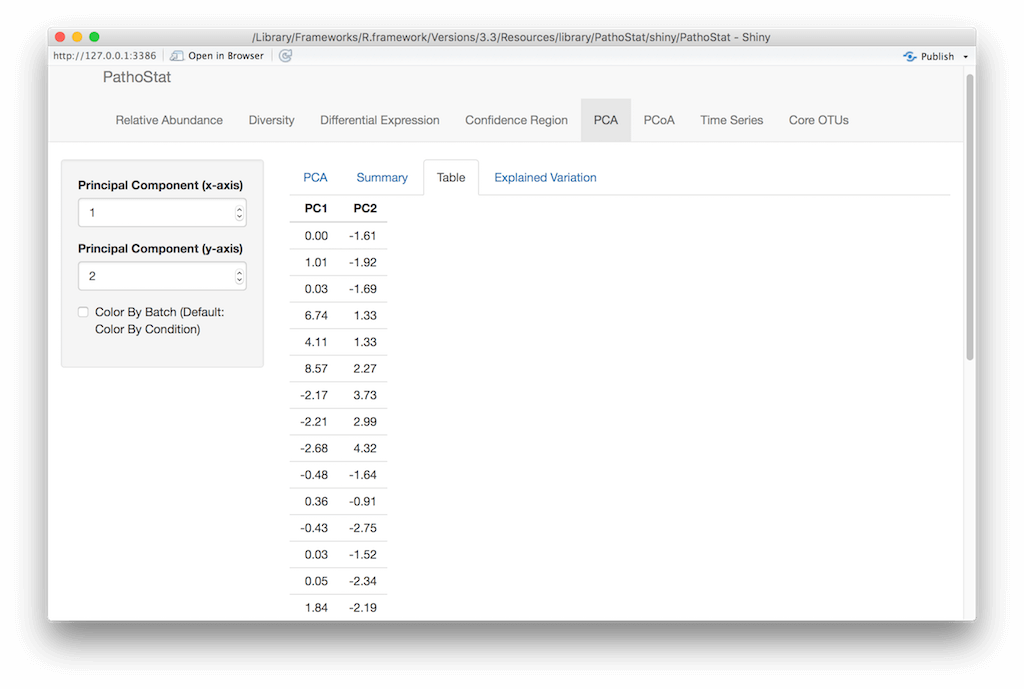 /Library/Frameworks/R.framework/Versions/3.3/Resources/library/PathoStat/shiny/PathoStat - Shiny
http://127.0.0.1:3386 Open in Browser Publish
PathoStat
Relative Abundance Diversity Differential Expression Confidence Region PCA PCoA Time Series Core OTUs
Principal Component (x-axis)
1
Principal Component (y-axis)
2
Color By Batch (Default:
Color By Condition)
PCA Summary Table Explained Variation
PC1 PC2
0.00 -1.61
1.01 -1.92
0.03 -1.69
6.74 1.33
4.11 1.33
8.57 2.27
-2.17 3.73
-2.21 2.99
-2.68 4.32
-0.48 -1.64
0.36 -0.91
-0.43 -2.75
0.03 -1.52
0.05 -2.34
1.84 -2.19